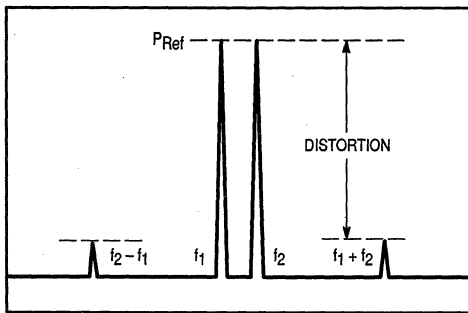 P_Ref
DISTORTION
f₂ – f₁
f₁
f₂
f₁ + f₂